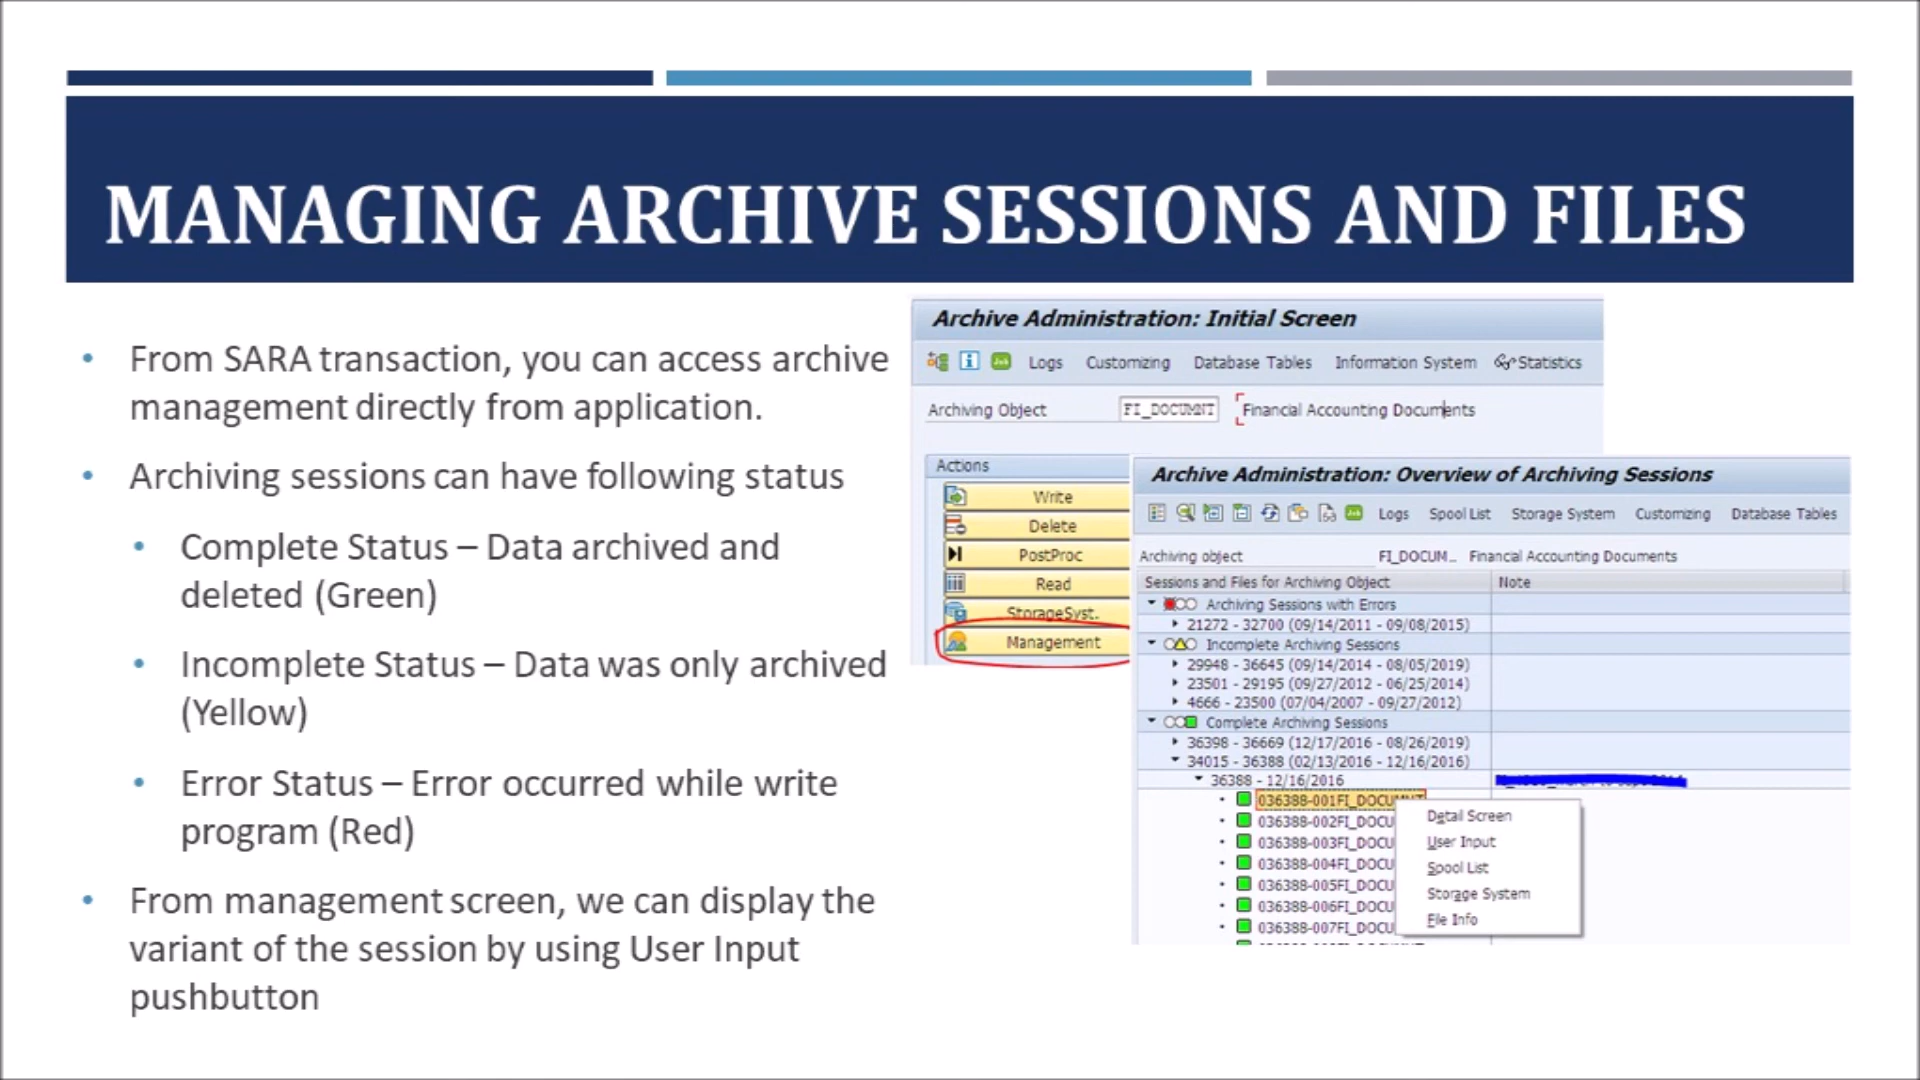 MANAGING ARCHIVE SESSIONS AND FILES
From SARA transaction, you can access archive
management directly from application.
Archiving sessions can have following status
Complete Status – Data archived and
deleted (Green)
Incomplete Status – Data was only archived
(Yellow)
Error Status – Error occurred while write
program (Red)
From management screen, we can display the
variant of the session by using User Input
pushbutton
Archive Administration: Initial Screen
Logs Customizing Database Tables Information System Statistics
Archiving Object FI_DOCUMNT Financial Accounting Documents
Actions
Write
Delete
PostProc
Read
StorageSyst.
Management
Archive Administration: Overview of Archiving Sessions
Logs Spool List Storage System Customizing Database Tables
Archiving object FI_DOCUM... Financial Accounting Documents
Sessions and Files for Archiving Object Note
Archiving Sessions with Errors
21272 - 32700 (09/14/2011 - 09/08/2015)
Incomplete Archiving Sessions
29948 - 36645 (09/14/2014 - 08/05/2019)
23501 - 29195 (09/27/2012 - 06/25/2014)
4666 - 23500 (07/04/2007 - 09/27/2012)
Complete Archiving Sessions
36398 - 36669 (12/17/2016 - 08/26/2019)
34015 - 36388 (02/13/2016 - 12/16/2016)
36388 - 12/16/2016
036388-001FI_DOCUMNT
036388-002FI_DOCU
036388-003FI_DOCU
036388-004FI_DOCU
036388-005FI_DOCU
036388-006FI_DOCU
036388-007FI_DOCU
Detail Screen
User Input
Spool List
Storage System
File Info